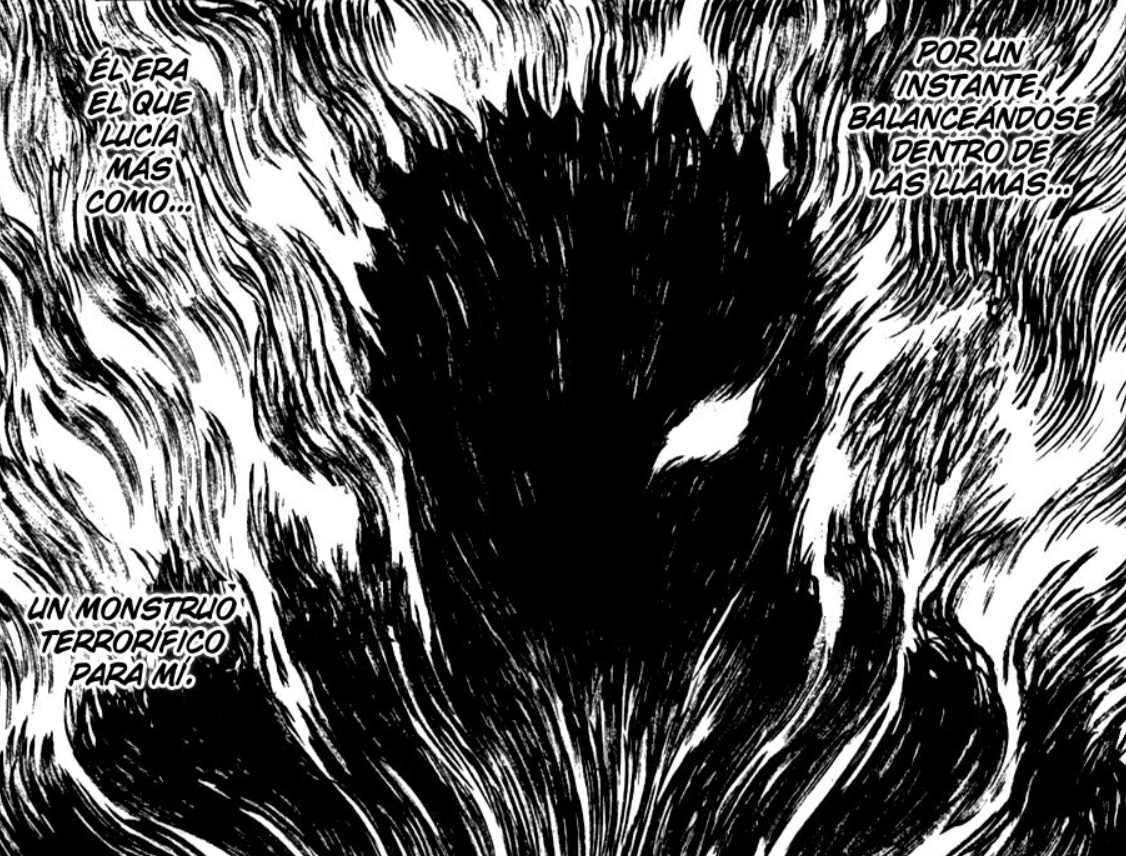 POR UN
INSTANTE,
BALANCEÁNDOSE
DENTRO DE
LAS LLAMAS...
ÉL ERA
EL QUE
LUCÍA
MÁS
COMO...
UN MONSTRUO
TERRORÍFICO
PARA MÍ.